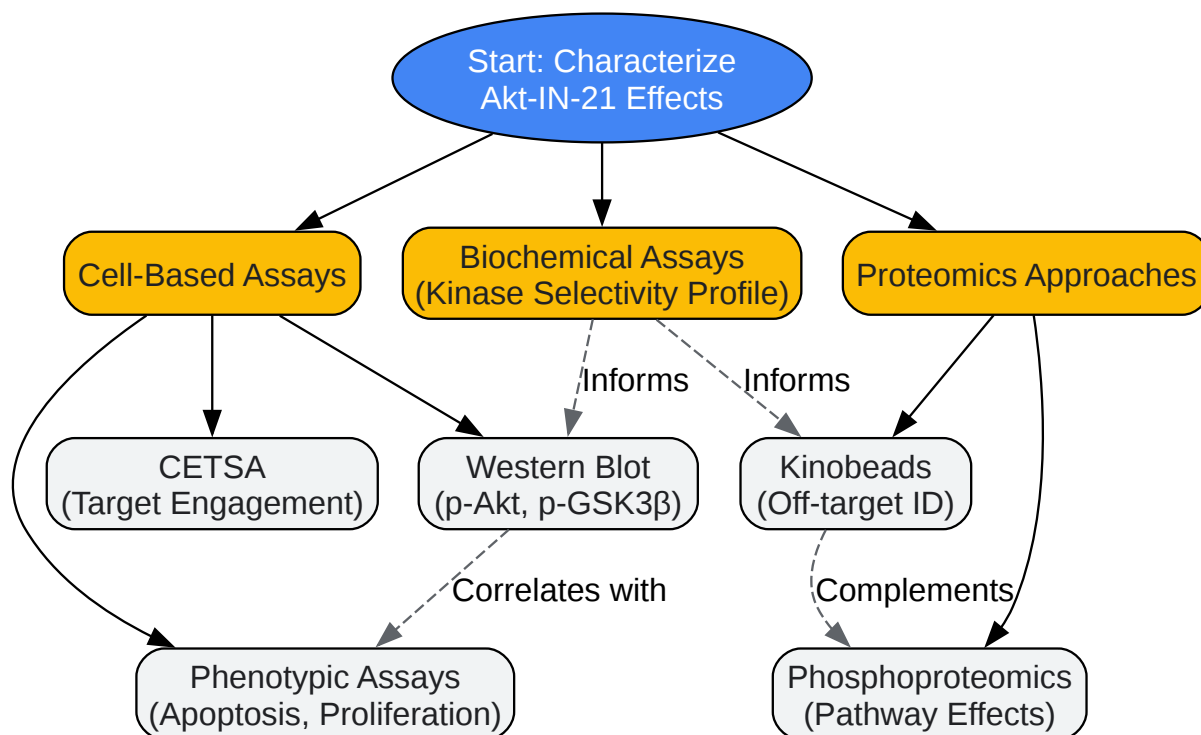 Start: Characterize
Akt-IN-21 Effects
Cell-Based Assays
Biochemical Assays
(Kinase Selectivity Profile)
Proteomics Approaches
Informs
Informs
CETSA
(Target Engagement)
Western Blot
(p-Akt, p-GSK3β)
Kinobeads
(Off-target ID)
Correlates with
Complements
Phenotypic Assays
(Apoptosis, Proliferation)
Phosphoproteomics
(Pathway Effects)